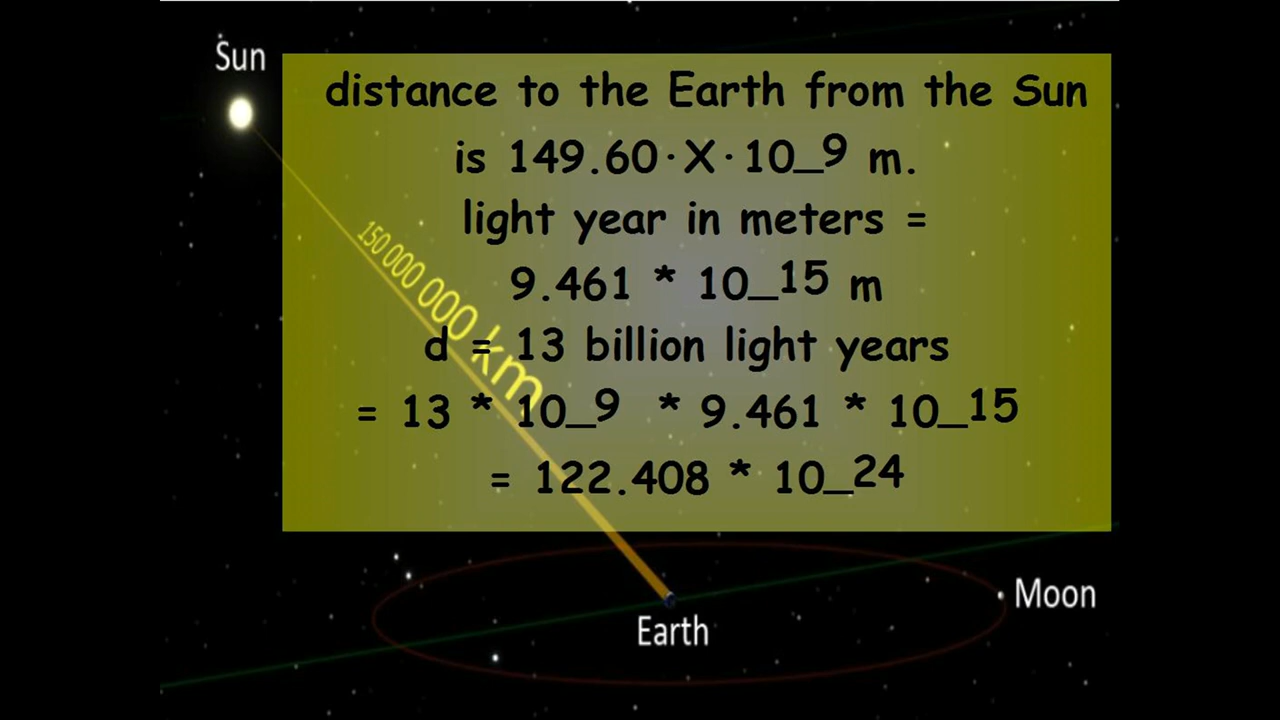 Sun
distance to the Earth from the Sun
is 149.60·X·10_9 m.
light year in meters =
9.461 * 10_15 m
d = 13 billion light years
= 13 * 10_9 * 9.461 * 10_15
= 122.408 * 10_24
150 000 000 km
Moon
Earth